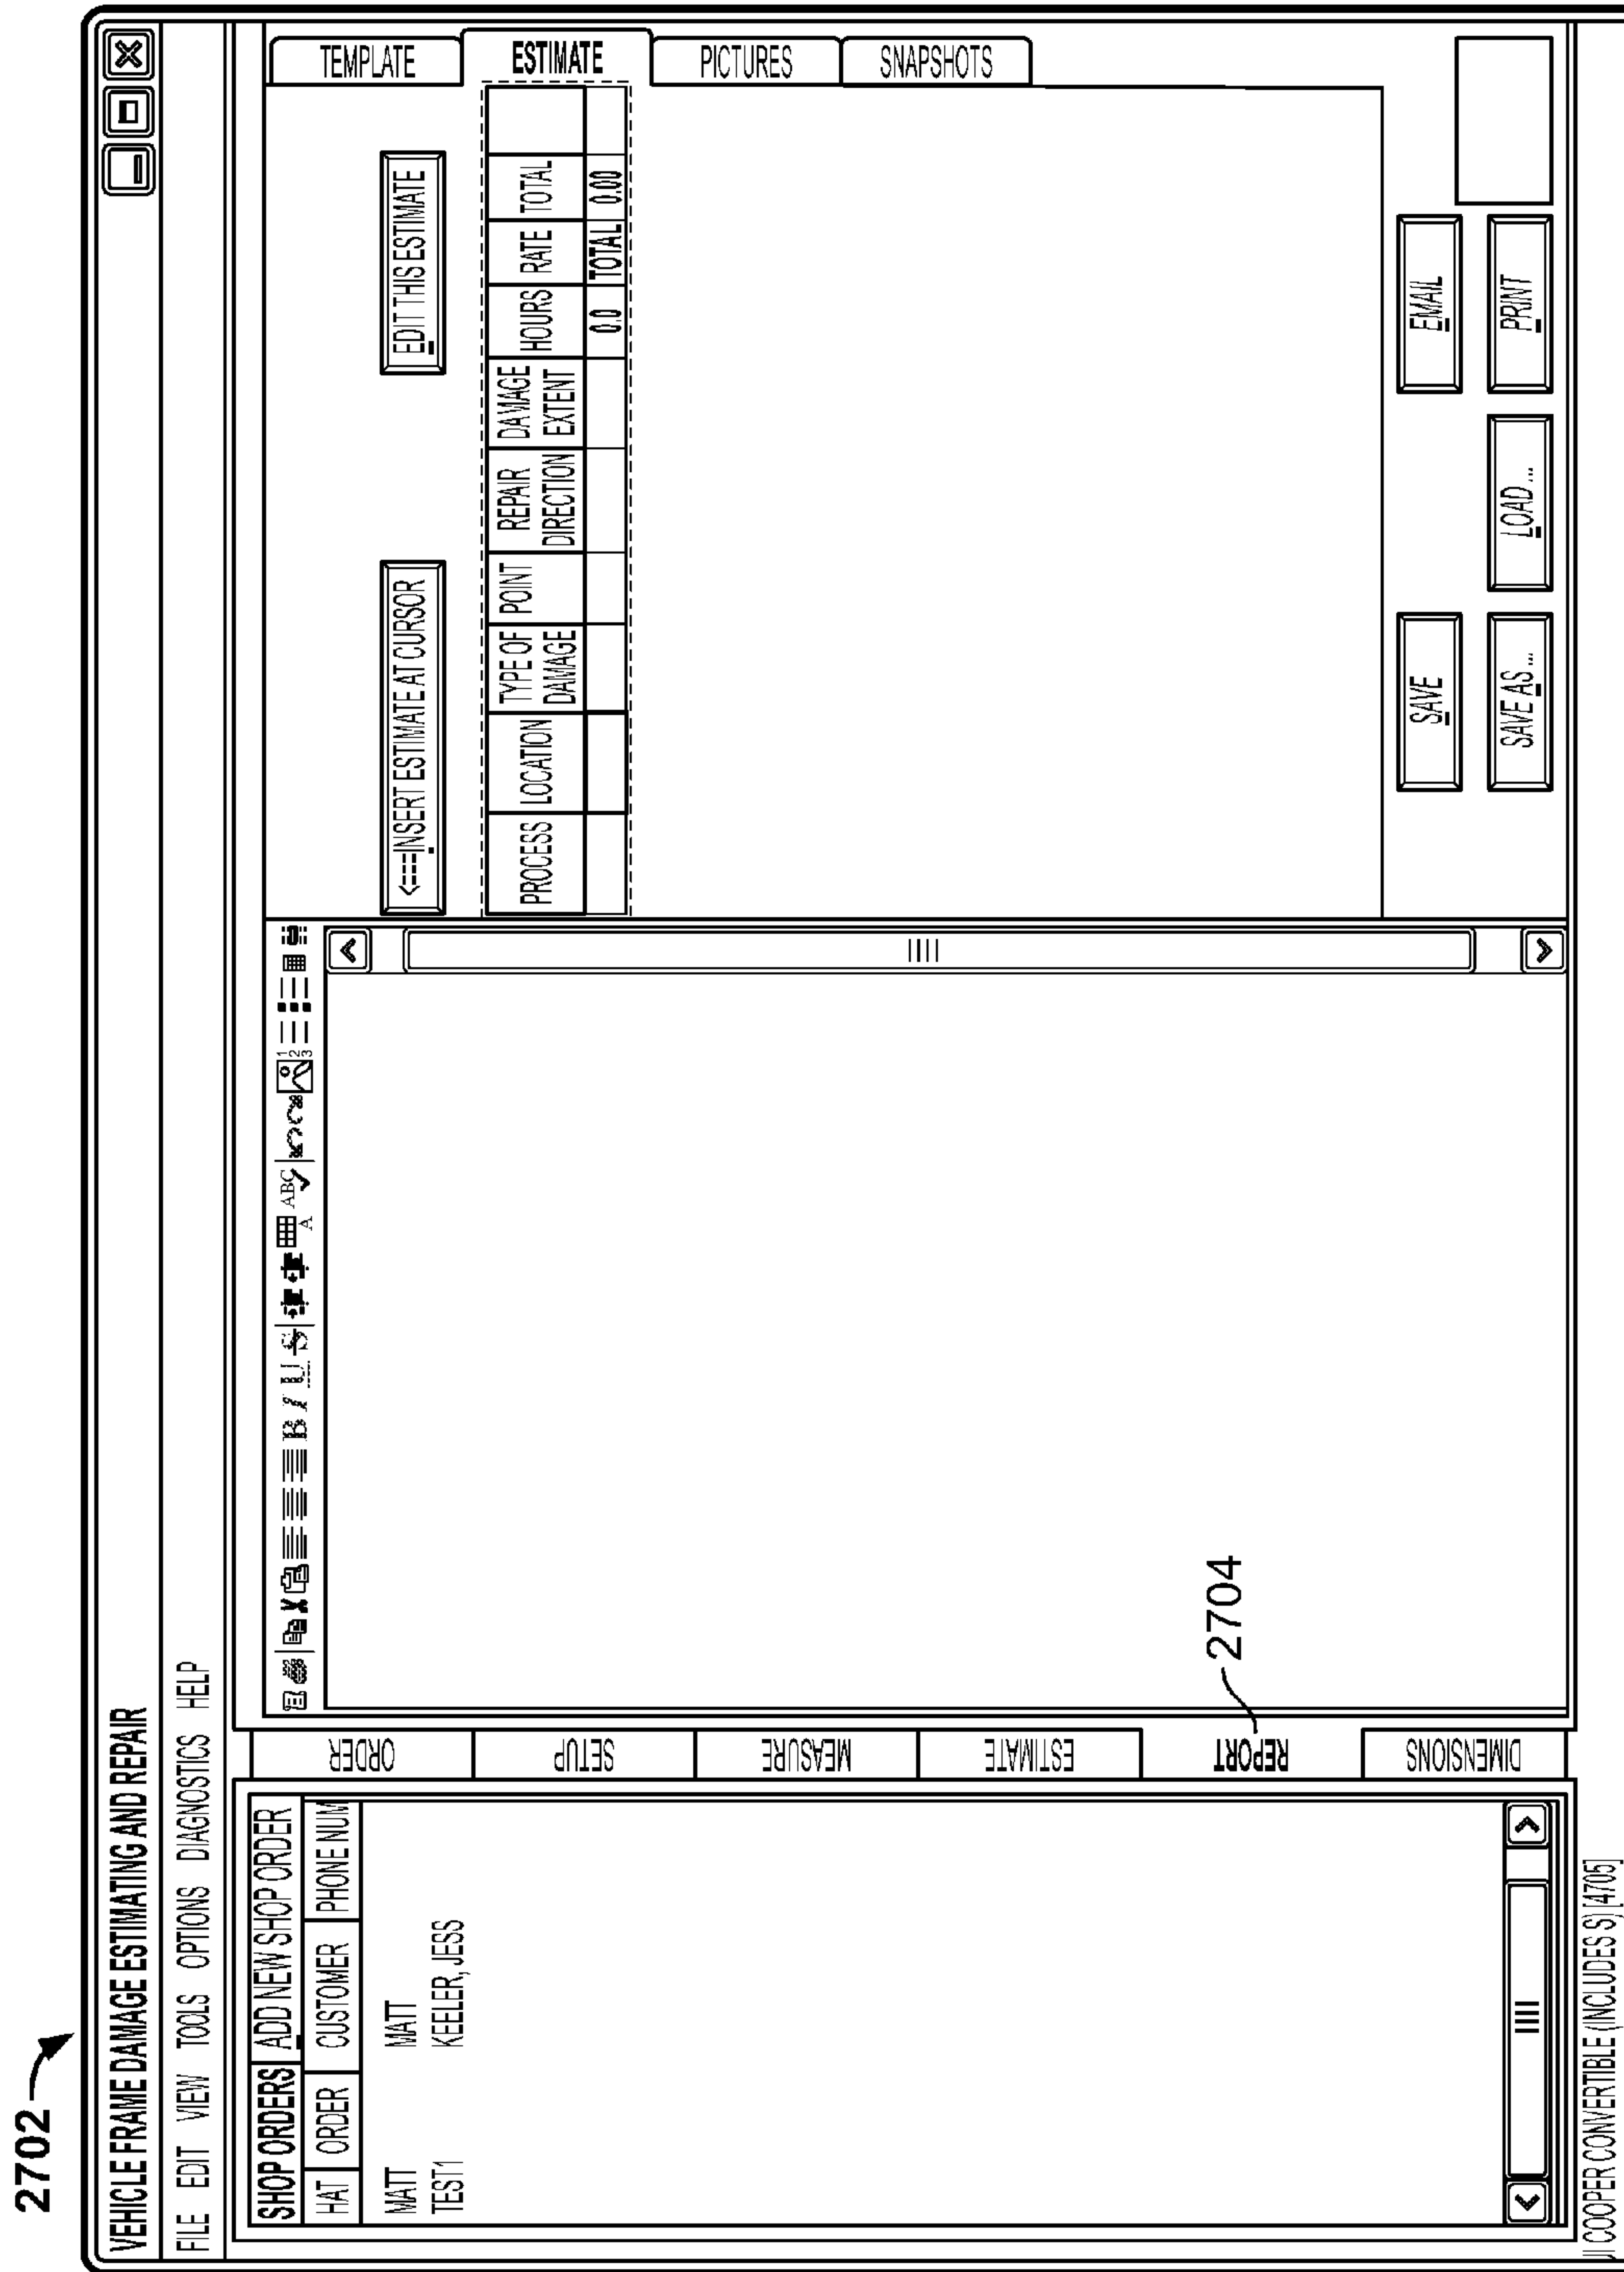 2702
VEHICLE FRAME DAMAGE ESTIMATING AND REPAIR
FILE EDIT VIEW TOOLS OPTIONS DIAGNOSTICS HELP
SHOP ORDERS ADD NEW SHOP ORDER
HAT ORDER CUSTOMER PHONE NUM
MATT MATT
TEST1 KEELER, JESS
ORDER
SETUP
MEASURE
ESTIMATE
REPORT
DIMENSIONS
2704
B I U S ABC A 1 2 3
<===INSERT ESTIMATE AT CURSOR
EDIT THIS ESTIMATE
PROCESS LOCATION TYPE OF DAMAGE POINT REPAIR DIRECTION DAMAGE EXTENT HOURS RATE TOTAL
0.0 TOTAL 0.00
TEMPLATE
ESTIMATE
PICTURES
SNAPSHOTS
SAVE EMAIL
SAVE AS... LOAD... PRINT
COOPER CONVERTIBLE (INCLUDES S) [4705]